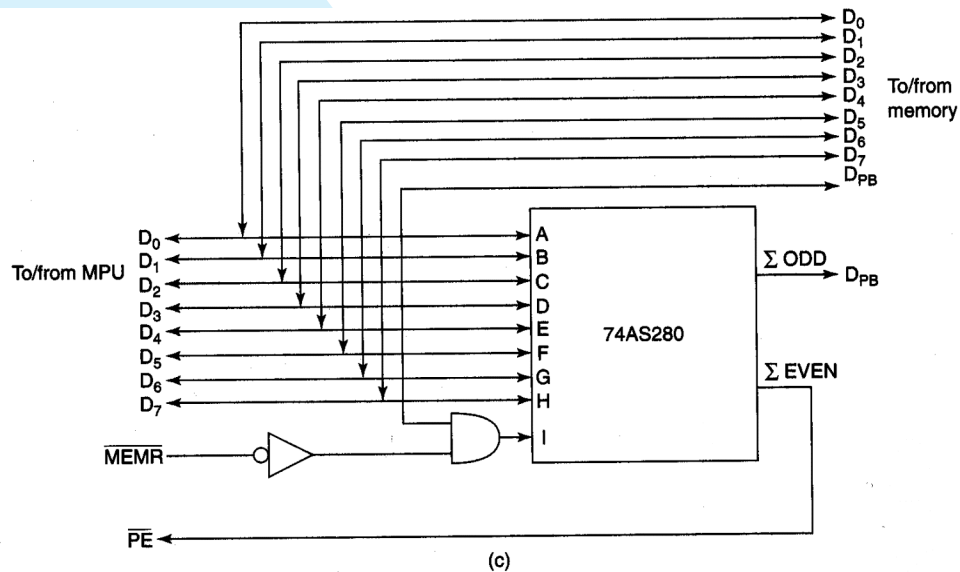 D0
D1
D2
D3
D4
D5
D6
D7
DPB
To/from
memory
To/from MPU
D0
D1
D2
D3
D4
D5
D6
D7
A
B
C
D
E
F
G
H
I
74AS280
Σ ODD
DPB
Σ EVEN
MEMR
PE
(c)